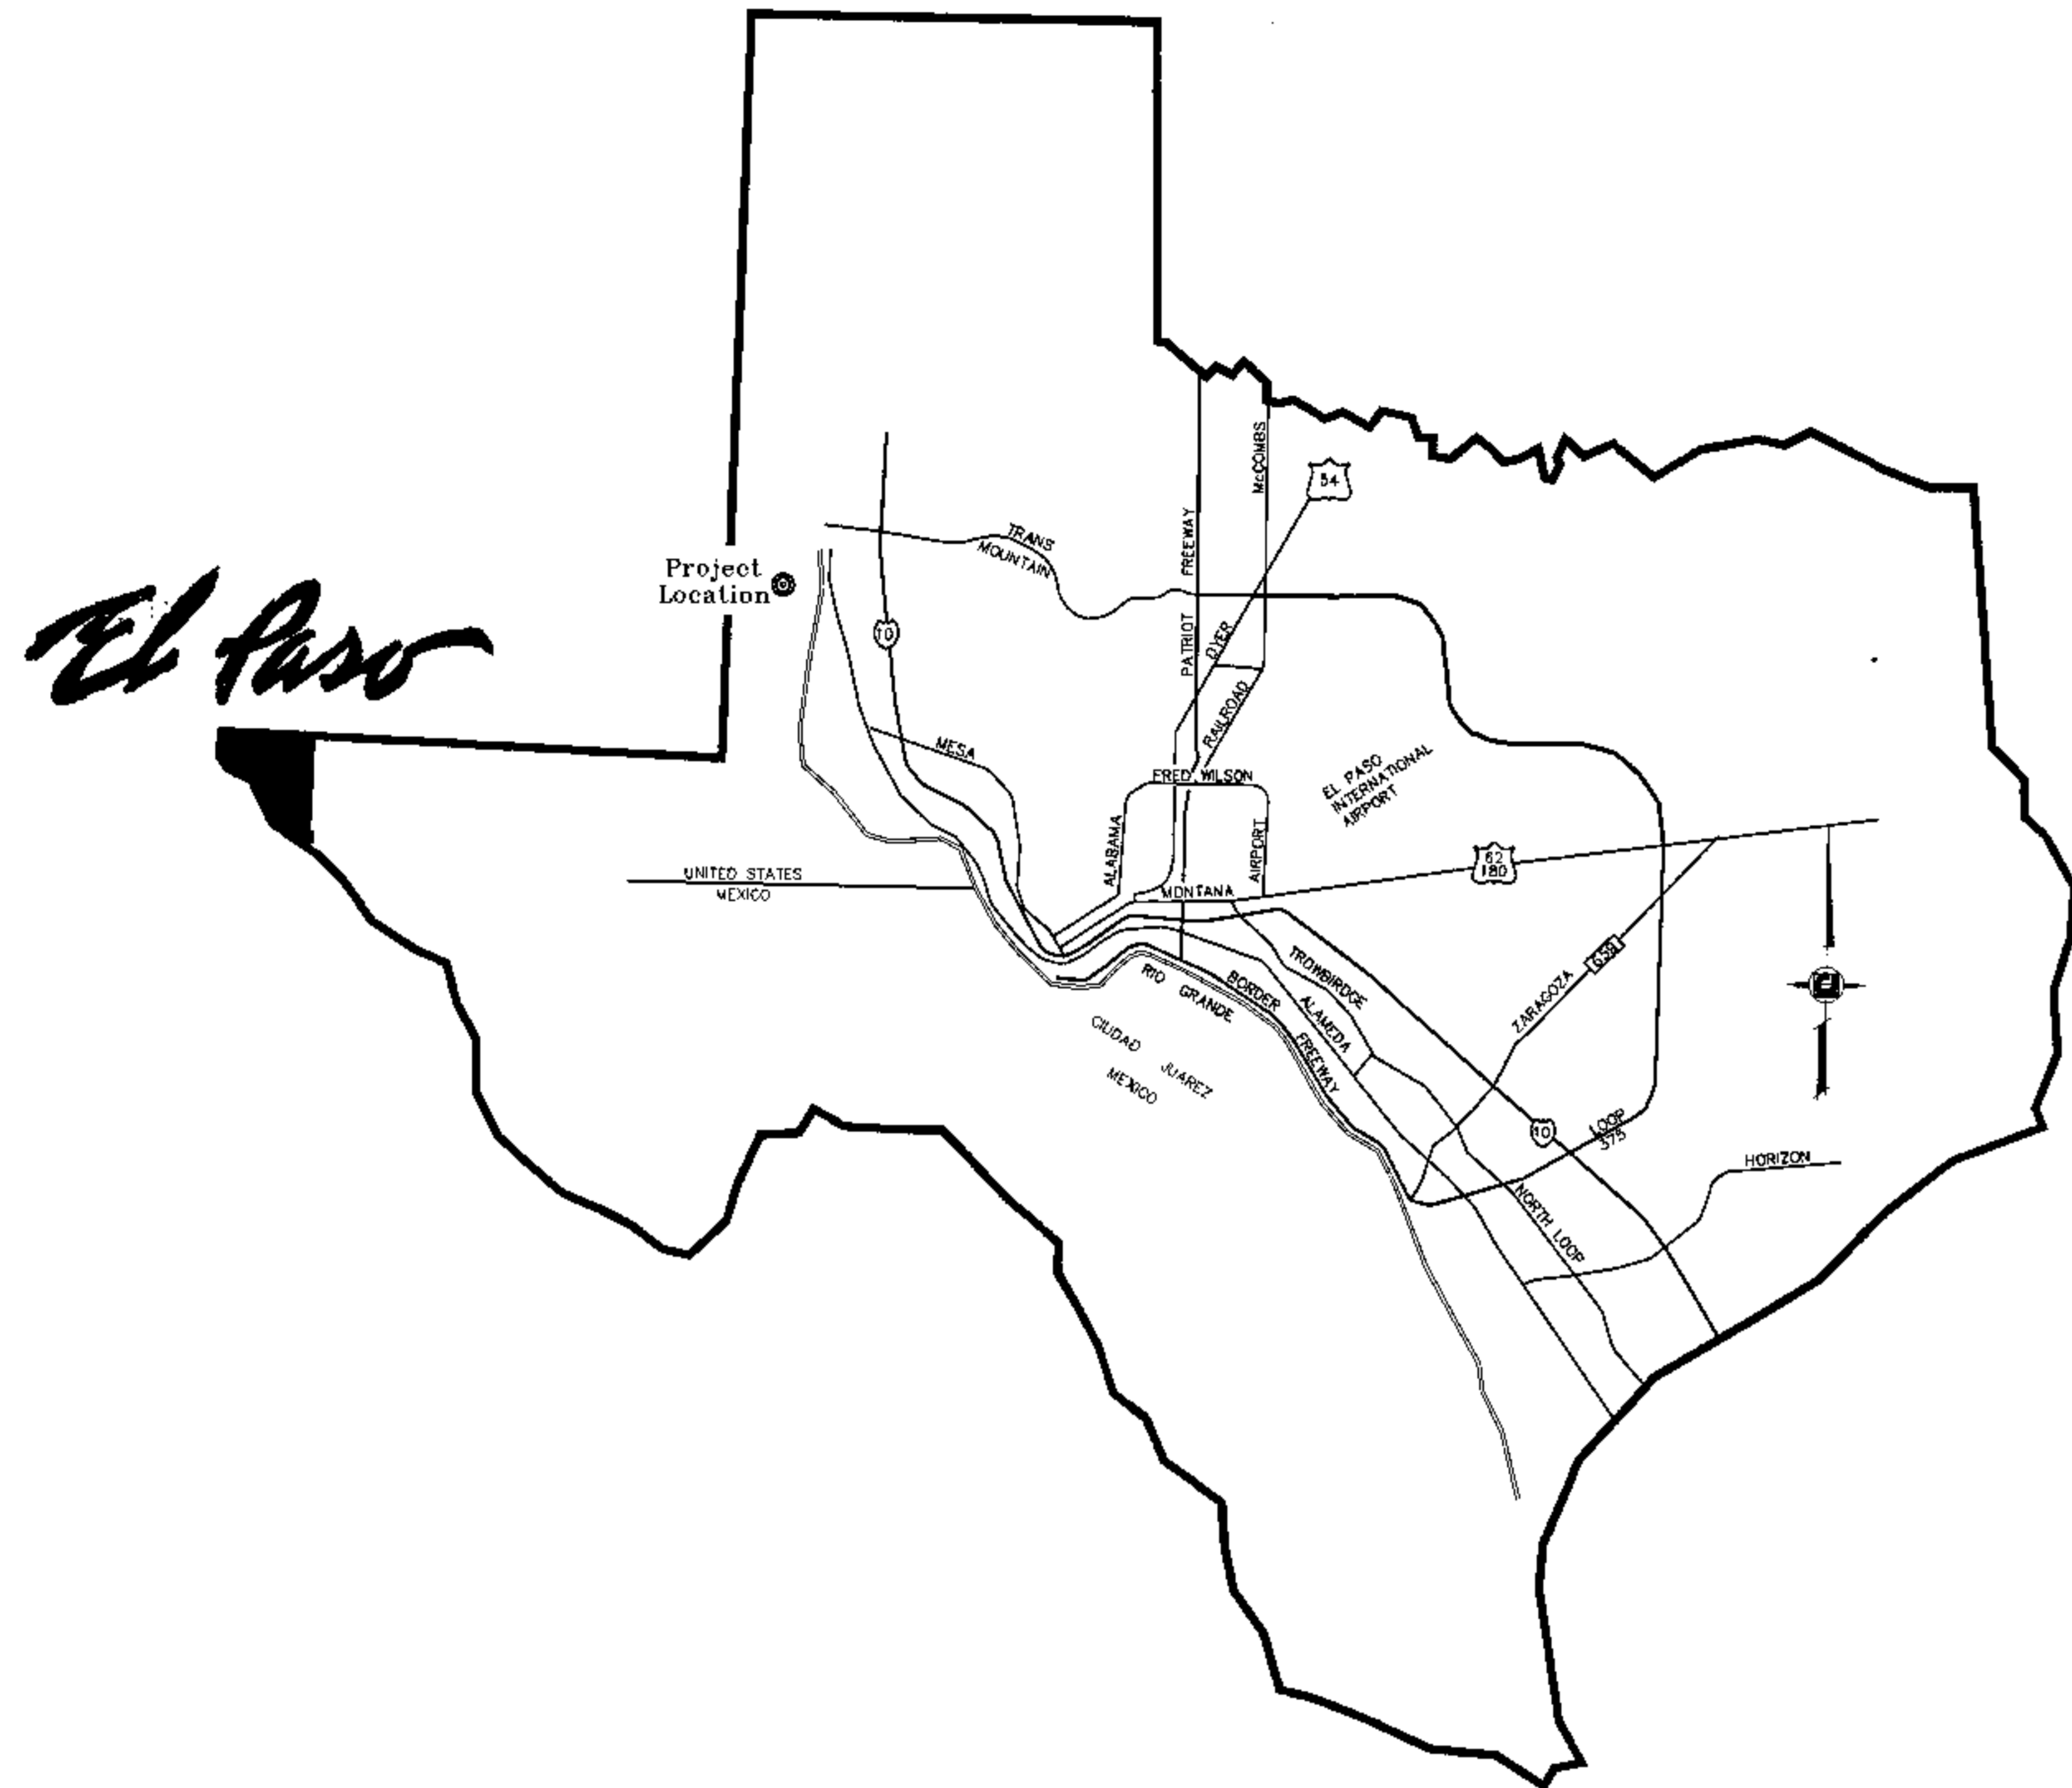 El Paso
Project
Location
TRANS
MOUNTAIN
10
MESA
PATRIOT FREEWAY
McCOMBS
54
DYER
RAILROAD
FRED WILSON
ALABAMA
AIRPORT
EL PASO
INTERNATIONAL
AIRPORT
UNITED STATES
MEXICO
MONTANA
62
180
TROWBIRDGE
ZARAGOZA
659
RIO GRANDE
BORDER FREEWAY
ALAMEDA
CIUDAD JUAREZ
MEXICO
10
LOOP
375
HORIZON
NORTH LOOP